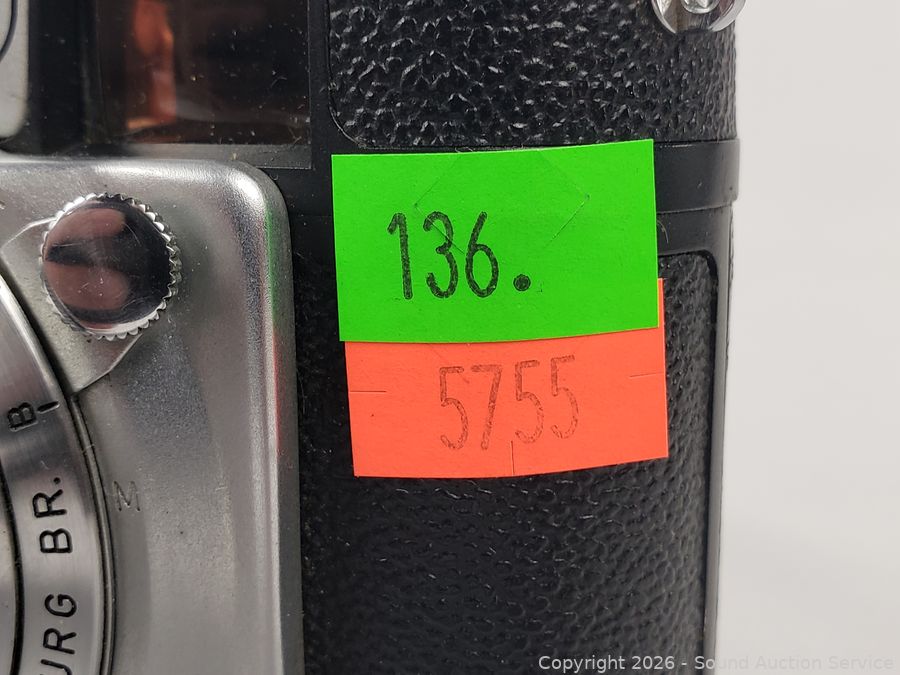 136.
5755
B
M
URG BR.
Copyright 2026 - Sound Auction Service